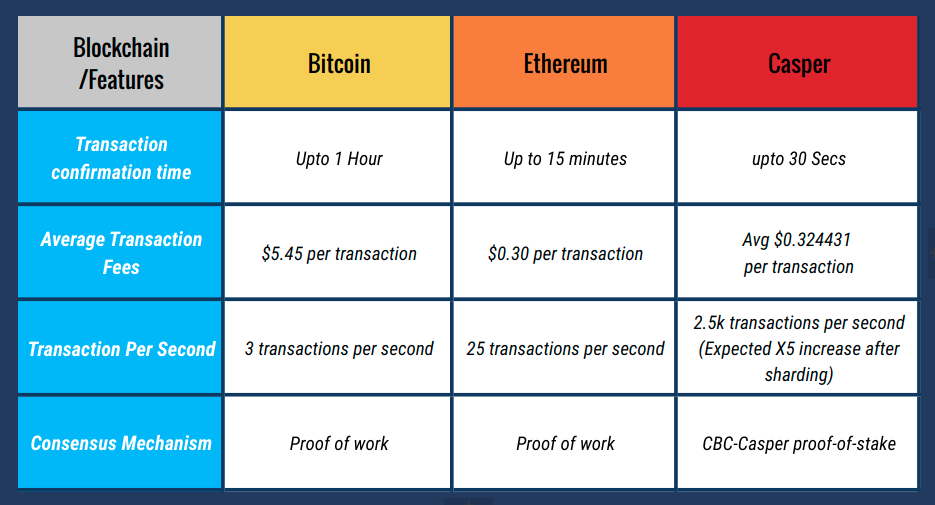 Blockchain
/Features
Bitcoin
Ethereum
Casper
Transaction
confirmation time
Upto 1 Hour
Up to 15 minutes
upto 30 Secs
Average Transaction
Fees
$5.45 per transaction
$0.30 per transaction
Avg $0.324431
per transaction
Transaction Per Second
3 transactions per second
25 transactions per second
2.5k transactions per second
(Expected X5 increase after
sharding)
Consensus Mechanism
Proof of work
Proof of work
CBC-Casper proof-of-stake